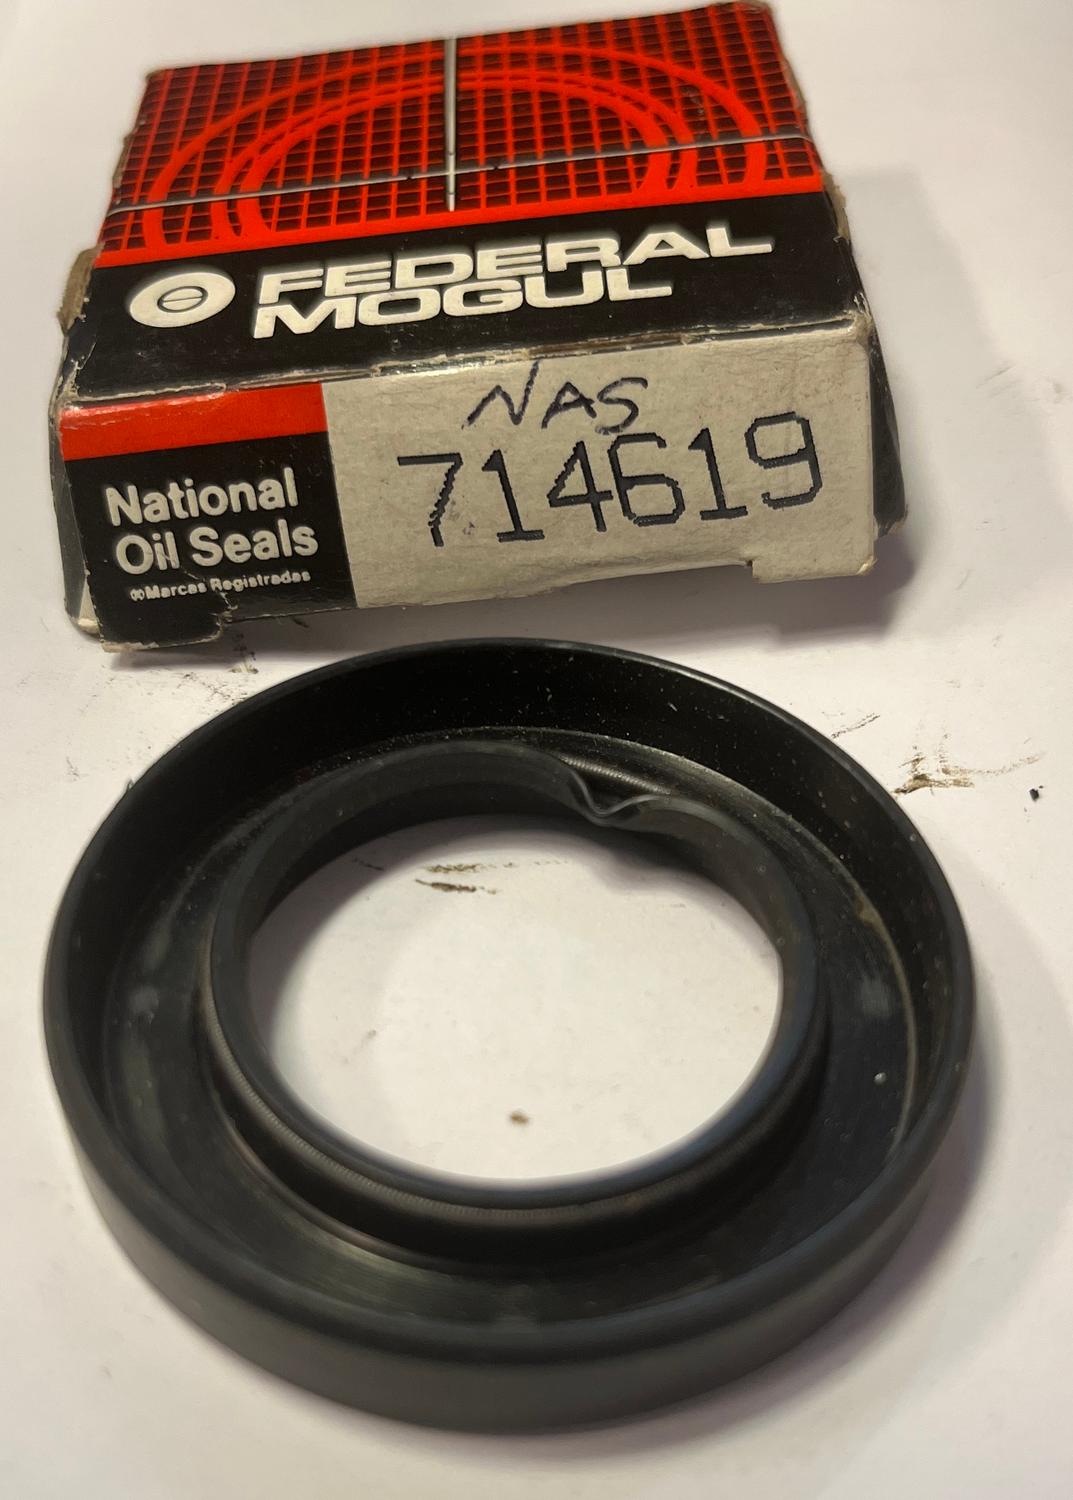 FEDERAL
MOGUL
NAS
714619
National
Oil Seals
Marcas Registradas